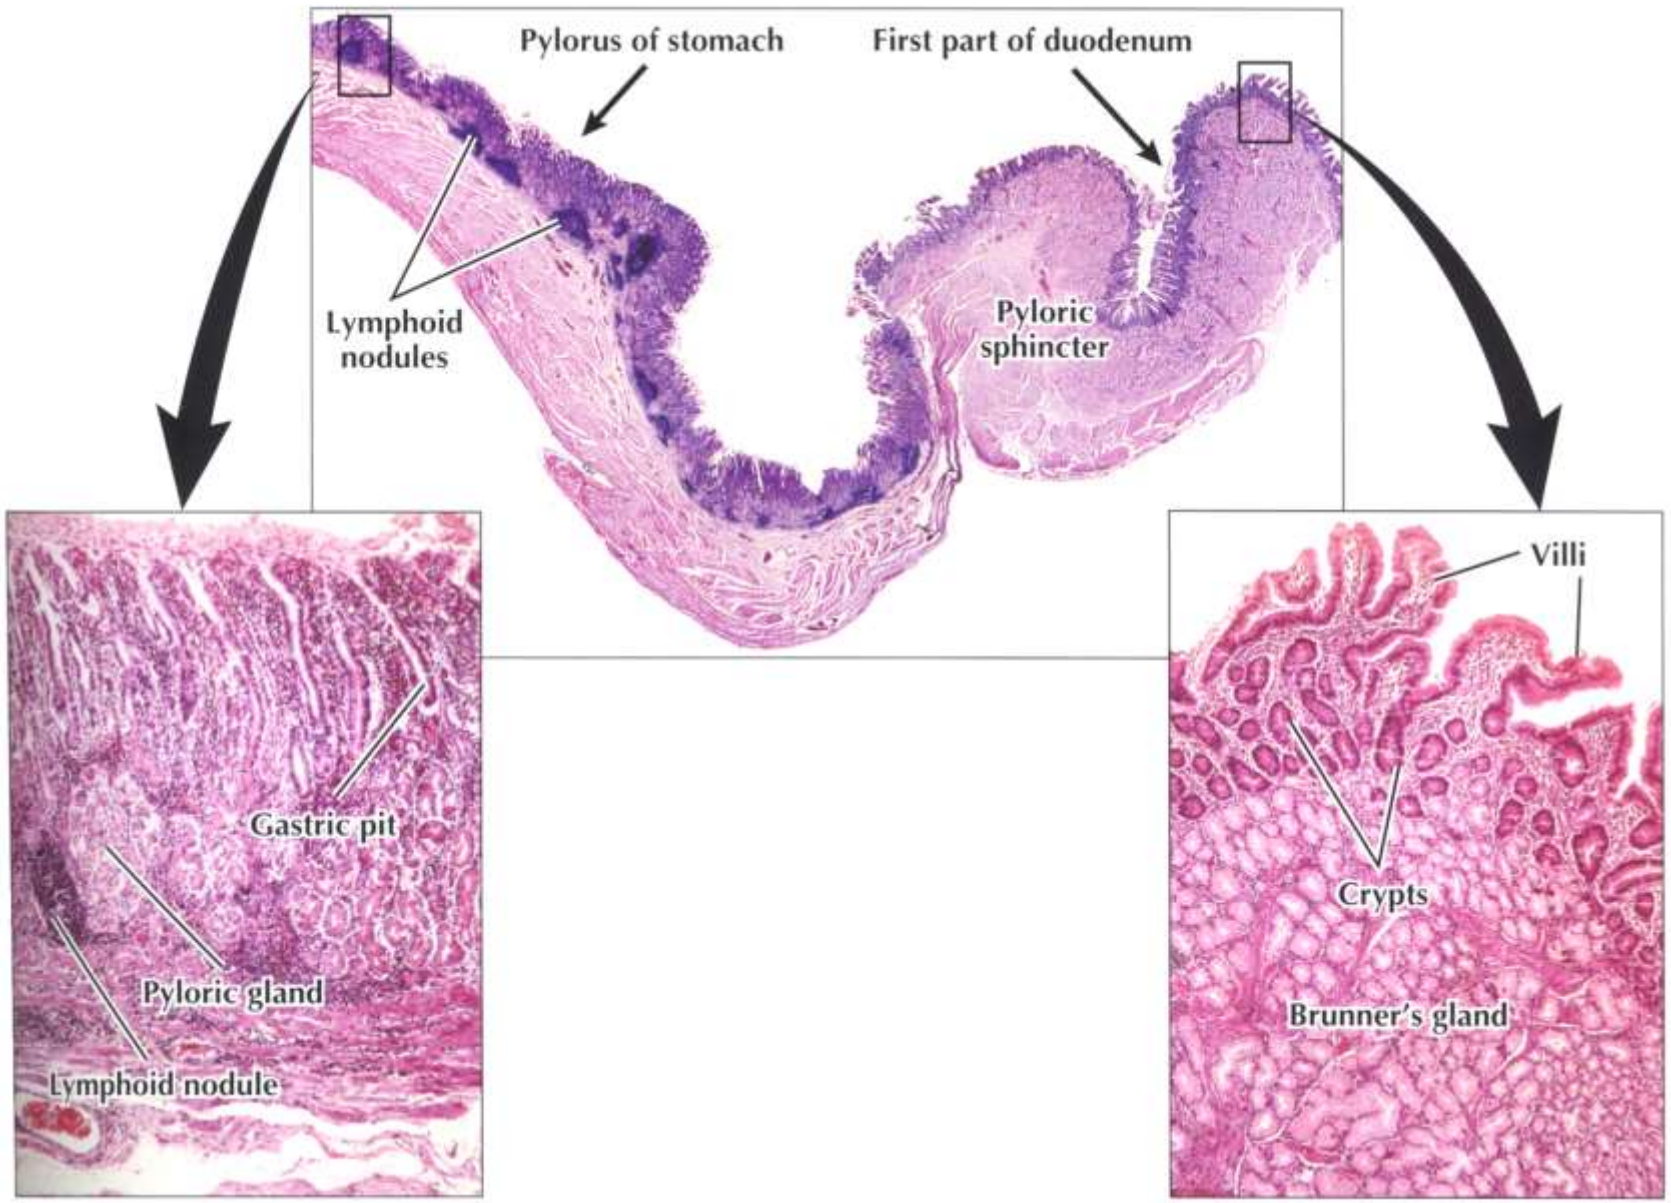 Pylorus of stomach
First part of duodenum
Lymphoid
nodules
Pyloric
sphincter
Gastric pit
Pyloric gland
Lymphoid nodule
Villi
Crypts
Brunner's gland